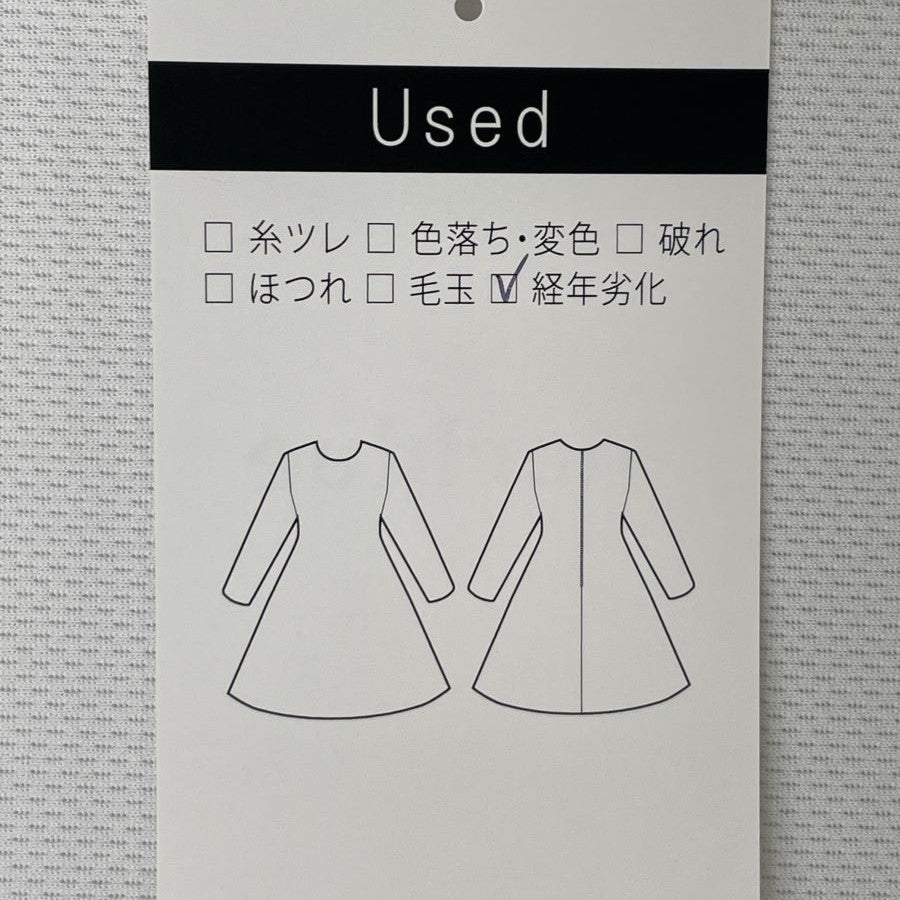 Used
□ 糸ツレ □ 色落ち・変色 □ 破れ
□ ほつれ □ 毛玉 ☑ 経年劣化